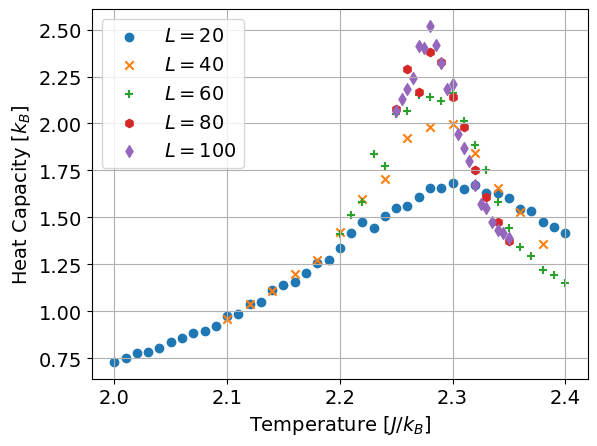 2.50
2.25
2.00
1.75
1.50
1.25
1.00
0.75
Heat Capacity [$k_B$]
$L = 20$
$L = 40$
$L = 60$
$L = 80$
$L = 100$
2.0 2.1 2.2 2.3 2.4
Temperature [$J/k_B$]